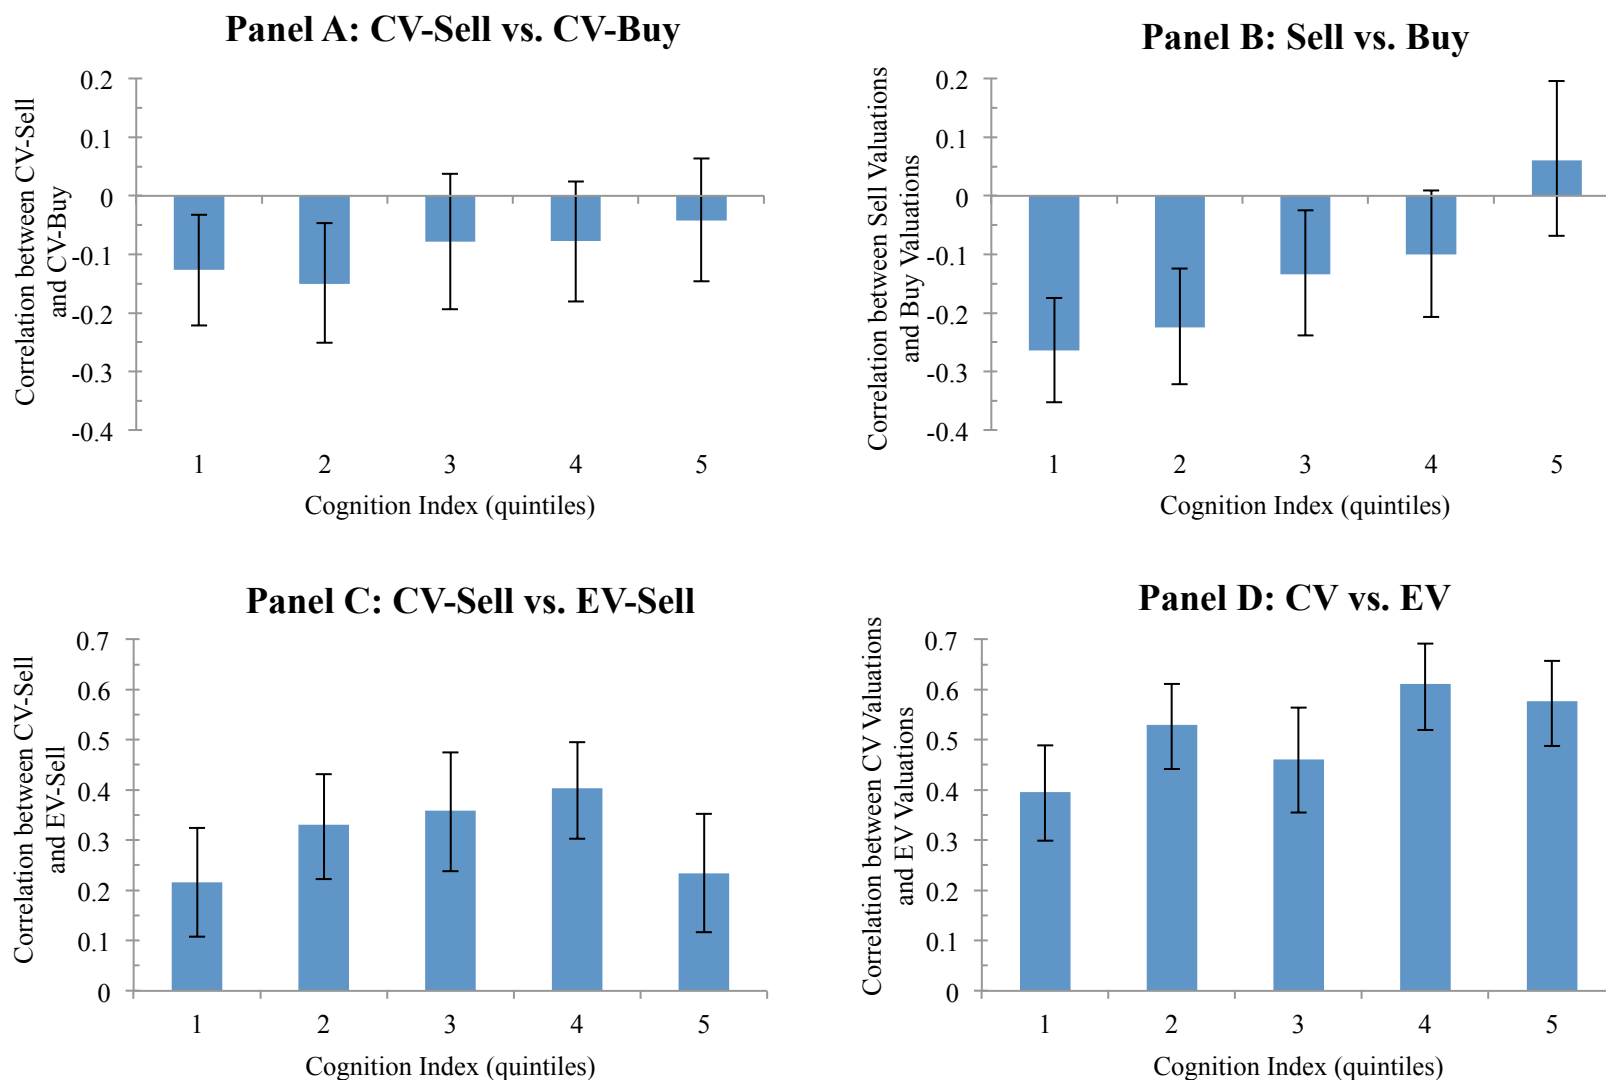 Panel A: CV-Sell vs. CV-Buy
Correlation between CV-Sell
and CV-Buy
0.2
0.1
0
-0.1
-0.2
-0.3
-0.4
1 2 3 4 5
Cognition Index (quintiles)
Panel B: Sell vs. Buy
Correlation between Sell Valuations
and Buy Valuations
0.2
0.1
0
-0.1
-0.2
-0.3
-0.4
1 2 3 4 5
Cognition Index (quintiles)
Panel C: CV-Sell vs. EV-Sell
Correlation between CV-Sell
and EV-Sell
0.7
0.6
0.5
0.4
0.3
0.2
0.1
0
1 2 3 4 5
Cognition Index (quintiles)
Panel D: CV vs. EV
Correlation between CV Valuations
and EV Valuations
0.7
0.6
0.5
0.4
0.3
0.2
0.1
0
1 2 3 4 5
Cognition Index (quintiles)